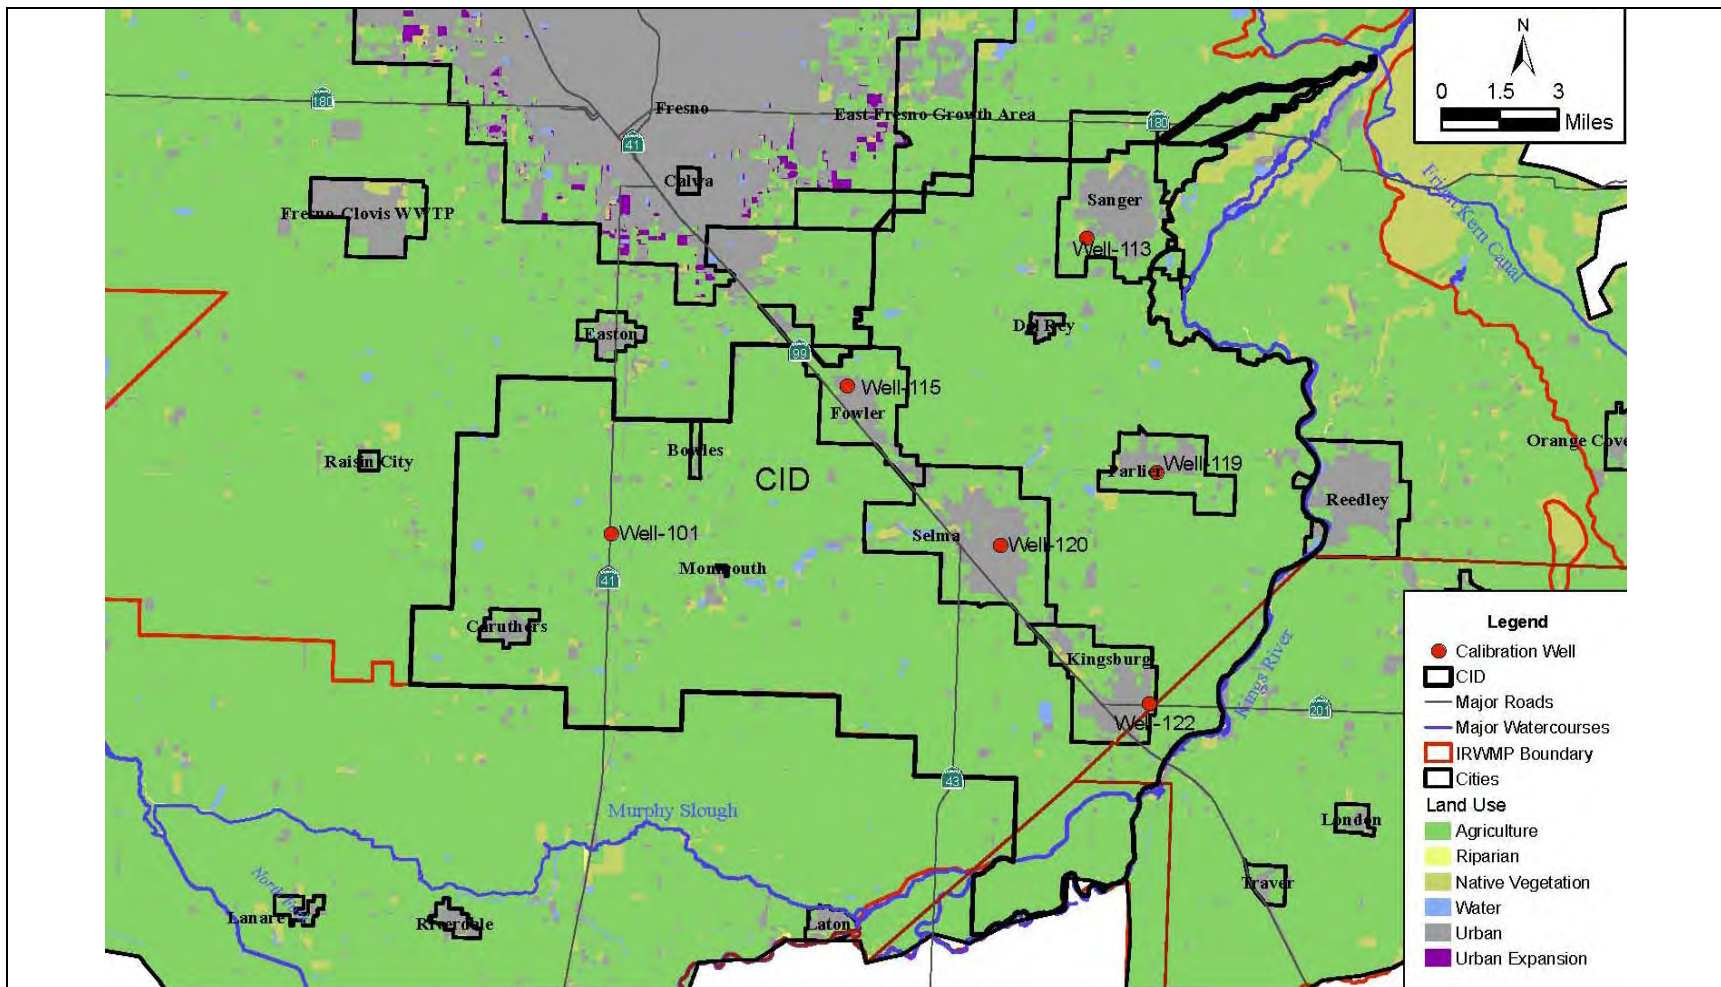 N
0 1.5 3
Miles
180
Fresno
East Fresno Growth Area
180
41
Calwa
Friant Kern Canal
Sanger
Fresno-Clovis WWTP
Well-113
Del Rey
Easton
99
Well-115
Fowler
Orange Cove
Bowles
Raisin City
Well-119
Parlier
CID
Reedley
Well-101
Selma
Well-120
Monmouth
41
Caruthers
Kingsburg
Kings River
201
Well-122
43
Murphy Slough
London
Traver
North
Lanare
Riverdale
Laton
Legend
Calibration Well
CID
Major Roads
Major Watercourses
IRWMP Boundary
Cities
Land Use
Agriculture
Riparian
Native Vegetation
Water
Urban
Urban Expansion